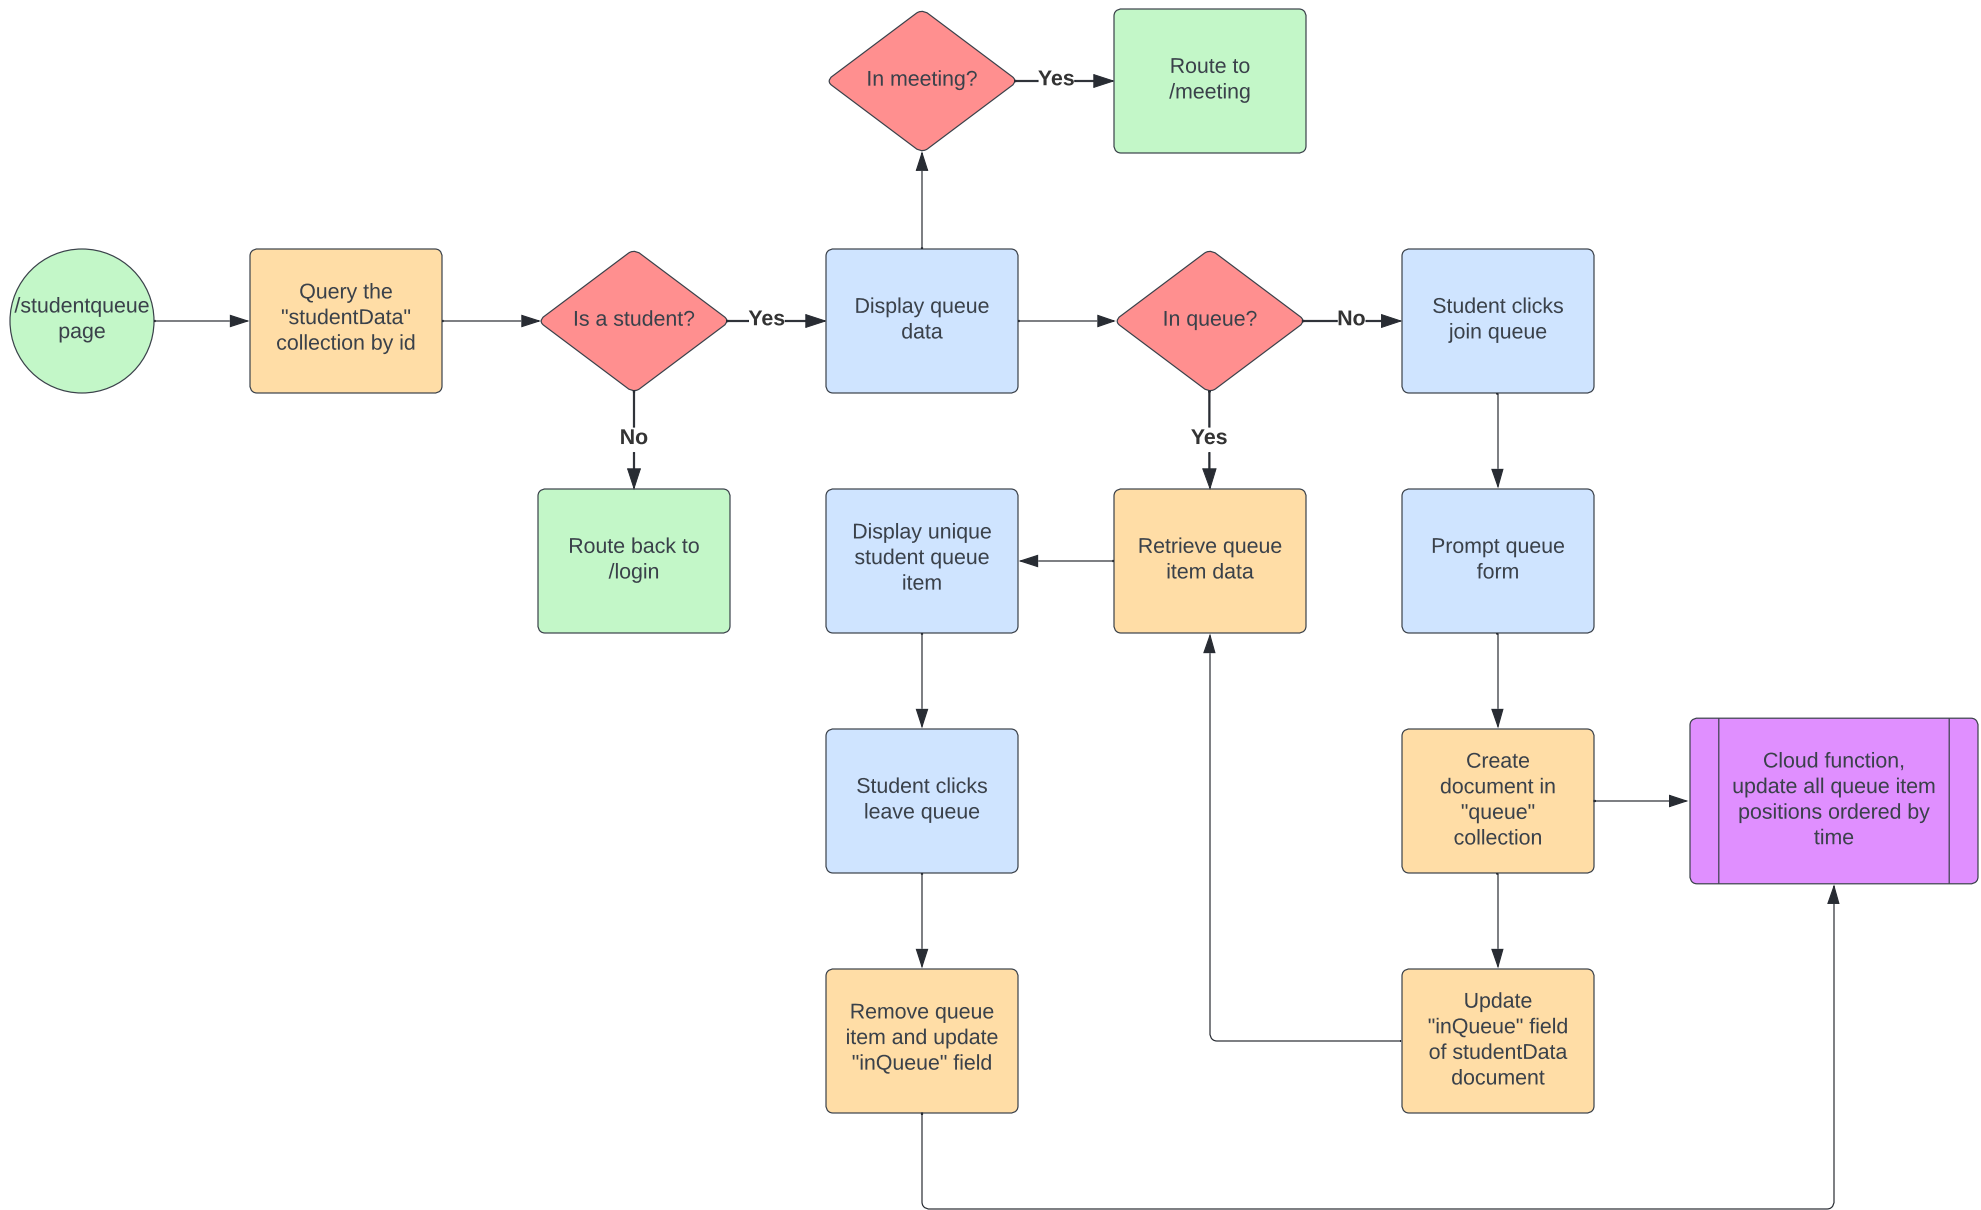 In meeting?
Yes
Route to
/meeting
/studentqueue
page
Query the
"studentData"
collection by id
Is a student?
Yes
Display queue
data
In queue?
No
Student clicks
join queue
No
Yes
Route back to
/login
Display unique
student queue
item
Retrieve queue
item data
Prompt queue
form
Student clicks
leave queue
Create
document in
"queue"
collection
Cloud function,
update all queue item
positions ordered by
time
Remove queue
item and update
"inQueue" field
Update
"inQueue" field
of studentData
document